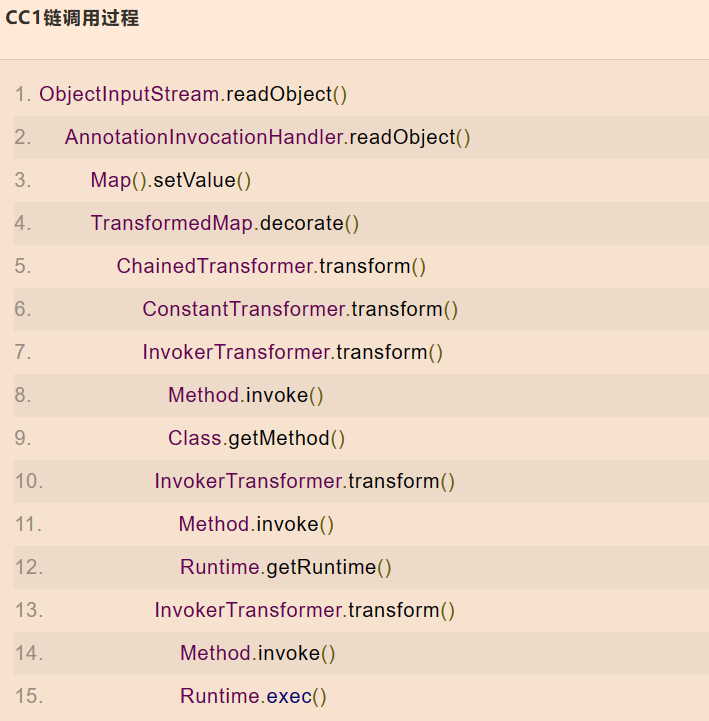 CC1链调用过程
1. ObjectInputStream.readObject()
2. AnnotationInvocationHandler.readObject()
3. Map().setValue()
4. TransformedMap.decorate()
5. ChainedTransformer.transform()
6. ConstantTransformer.transform()
7. InvokerTransformer.transform()
8. Method.invoke()
9. Class.getMethod()
10. InvokerTransformer.transform()
11. Method.invoke()
12. Runtime.getRuntime()
13. InvokerTransformer.transform()
14. Method.invoke()
15. Runtime.exec()